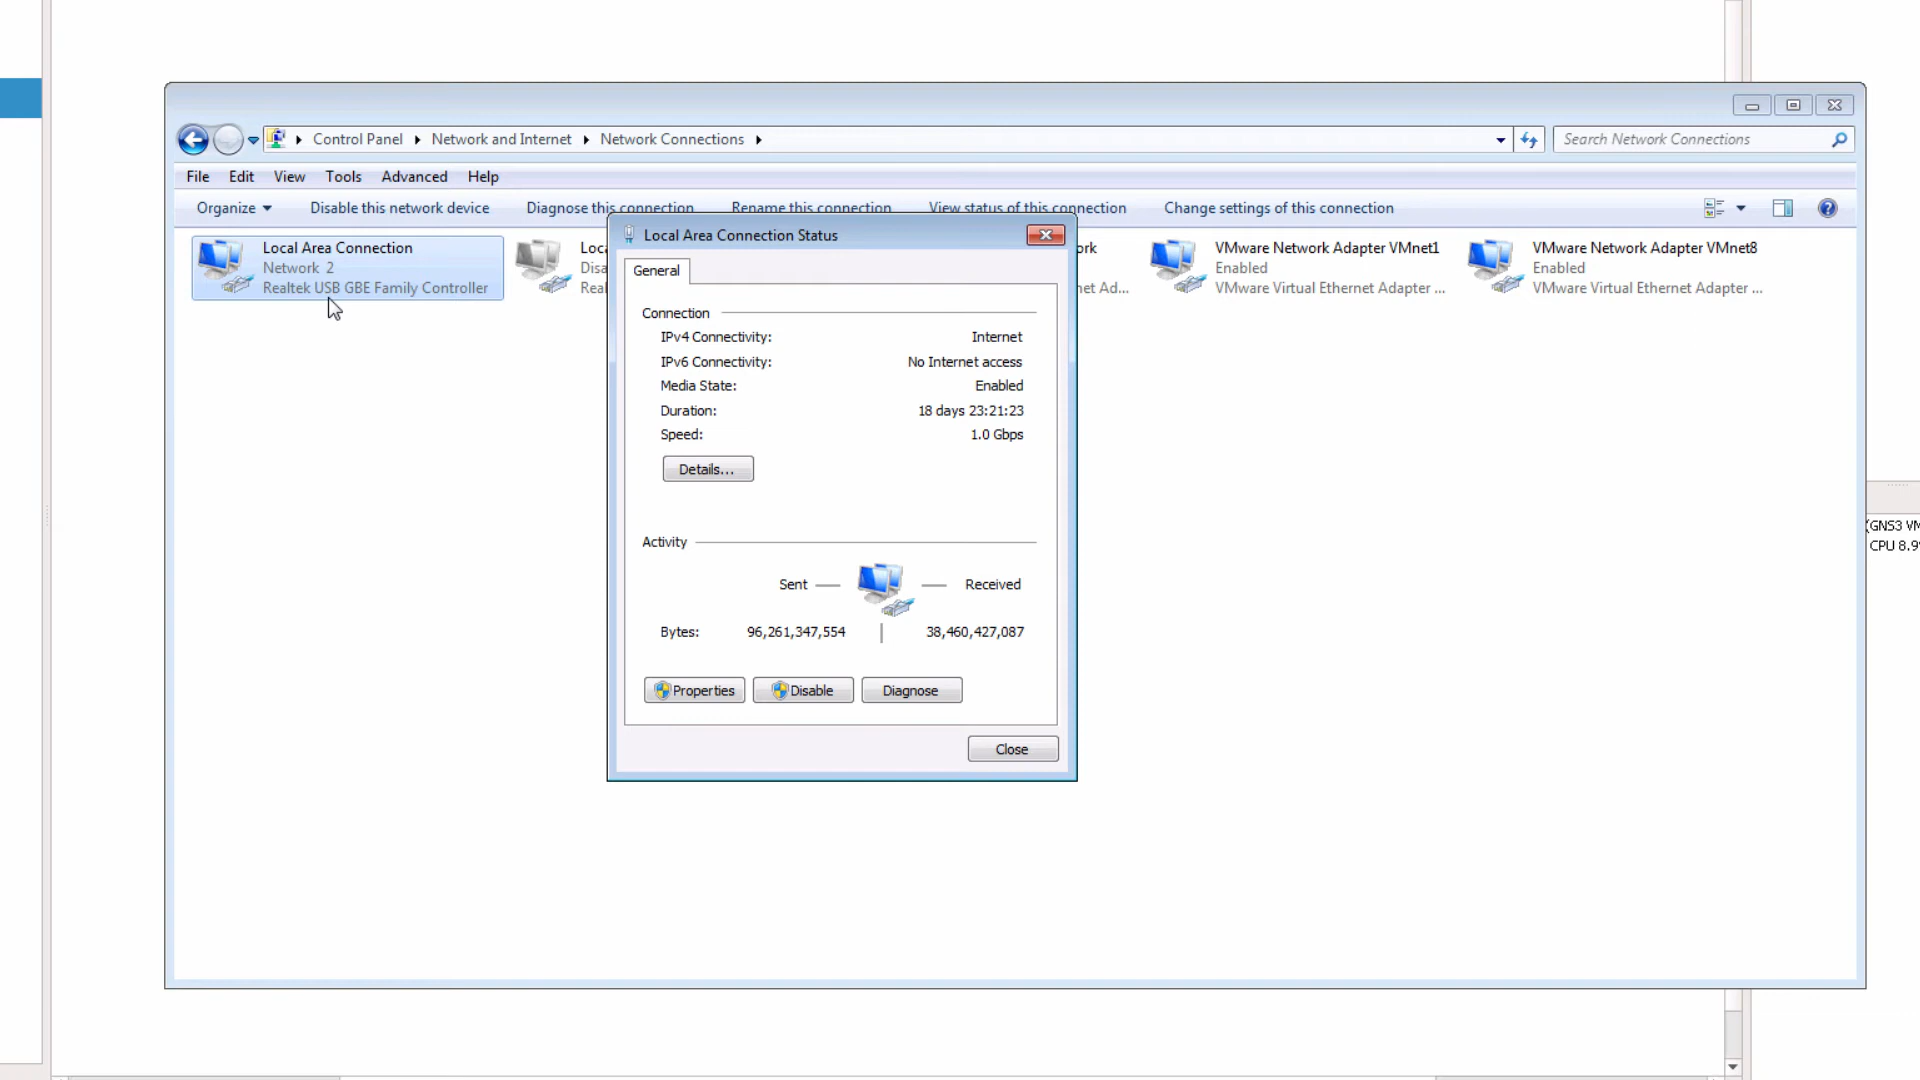 Control Panel
Network and Internet
Network Connections
Search Network Connections
File
Edit
View
Tools
Advanced
Help
Organize
Disable this network device
Diagnose this connection
Rename this connection
View status of this connection
Change settings of this connection
Local Area Connection
Network 2
Realtek USB GBE Family Controller
VMware Network Adapter VMnet1
Enabled
VMware Virtual Ethernet Adapter ...
VMware Network Adapter VMnet8
Enabled
VMware Virtual Ethernet Adapter ...
Local Area Connection Status
General
Connection
IPv4 Connectivity: Internet
IPv6 Connectivity: No Internet access
Media State: Enabled
Duration: 18 days 23:21:23
Speed: 1.0 Gbps
Details...
Activity
Sent
Received
Bytes: 96,261,347,554 38,460,427,087
Properties
Disable
Diagnose
Close
(GNS3 VM
CPU 8.9